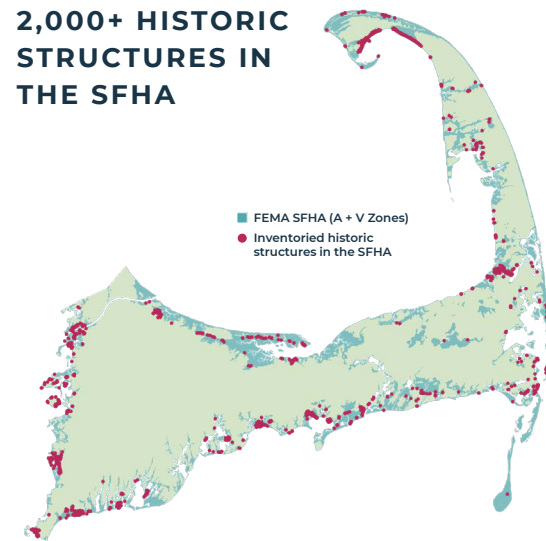 2,000+ HISTORIC
STRUCTURES IN
THE SFHA
FEMA SFHA (A + V Zones)
Inventoried historic
structures in the SFHA